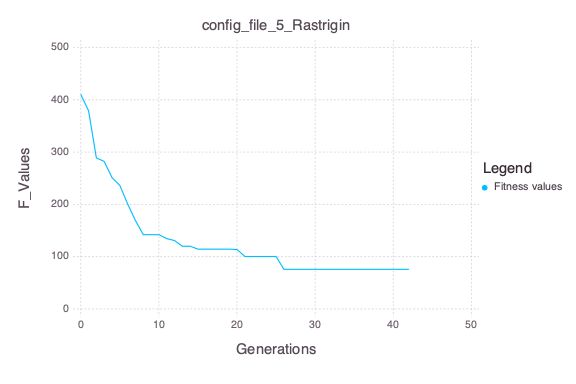 config_file_5_Rastrigin
500
400
300
200
100
0
F_Values
0 10 20 30 40 50
Generations
Legend
Fitness values